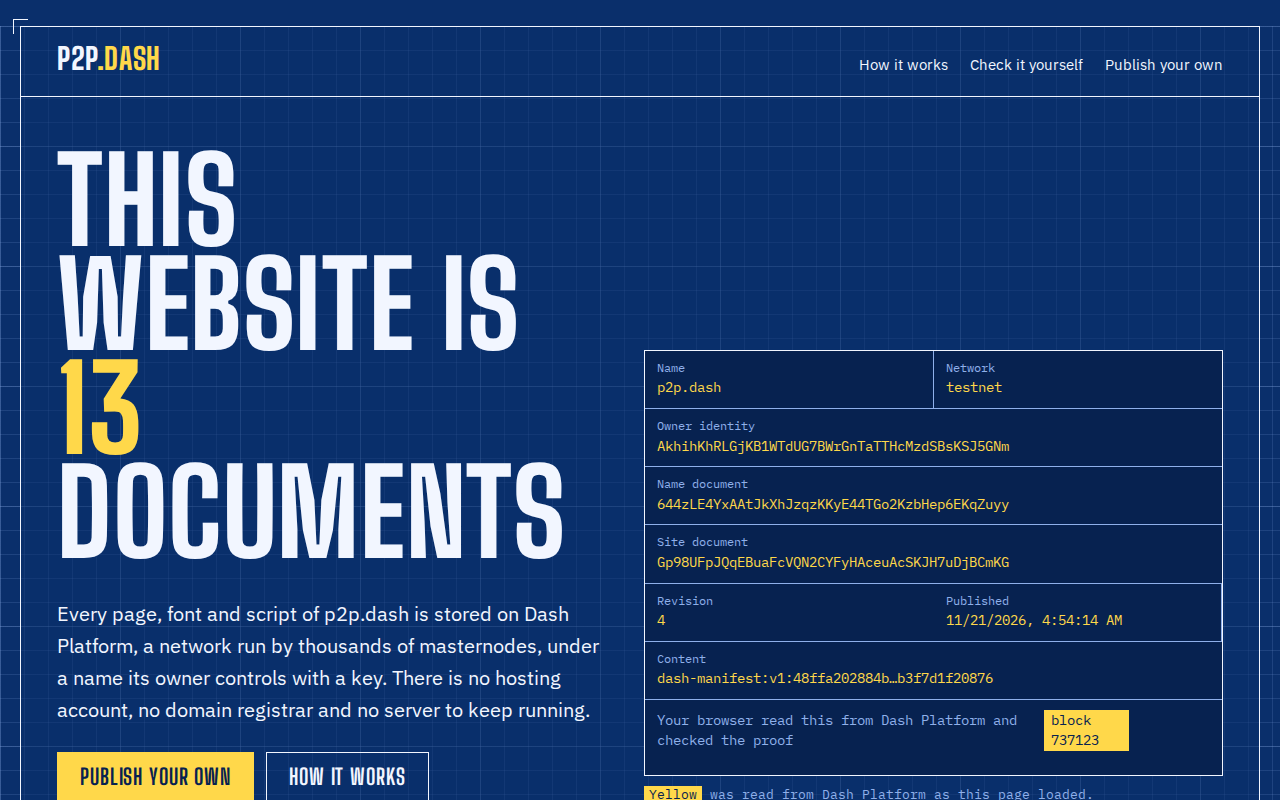 P2P.DASH
How it works
Check it yourself
Publish your own
THIS
WEBSITE IS
13
DOCUMENTS
Every page, font and script of p2p.dash is stored on Dash
Platform, a network run by thousands of masternodes, under
a name its owner controls with a key. There is no hosting
account, no domain registrar and no server to keep running.
PUBLISH YOUR OWN
HOW IT WORKS
Name
p2p.dash
Network
testnet
Owner identity
AkhihKhRLGjKB1WTdUG7BWrGnTaTTHcMzdSBsKSJ5GNm
Name document
644zLE4YxAAtJkXhJzqzKKyE44TGo2KzbHep6EKqZuyy
Site document
Gp98UFpJQqEBuaFcVQN2CYFyHAceuAcSKJH7uDjBCmKG
Revision
4
Published
11/21/2026, 4:54:14 AM
Content
dash-manifest:v1:48ffa202884b…b3f7d1f20876
Your browser read this from Dash Platform and
checked the proof
block
737123
Yellow was read from Dash Platform as this page loaded.